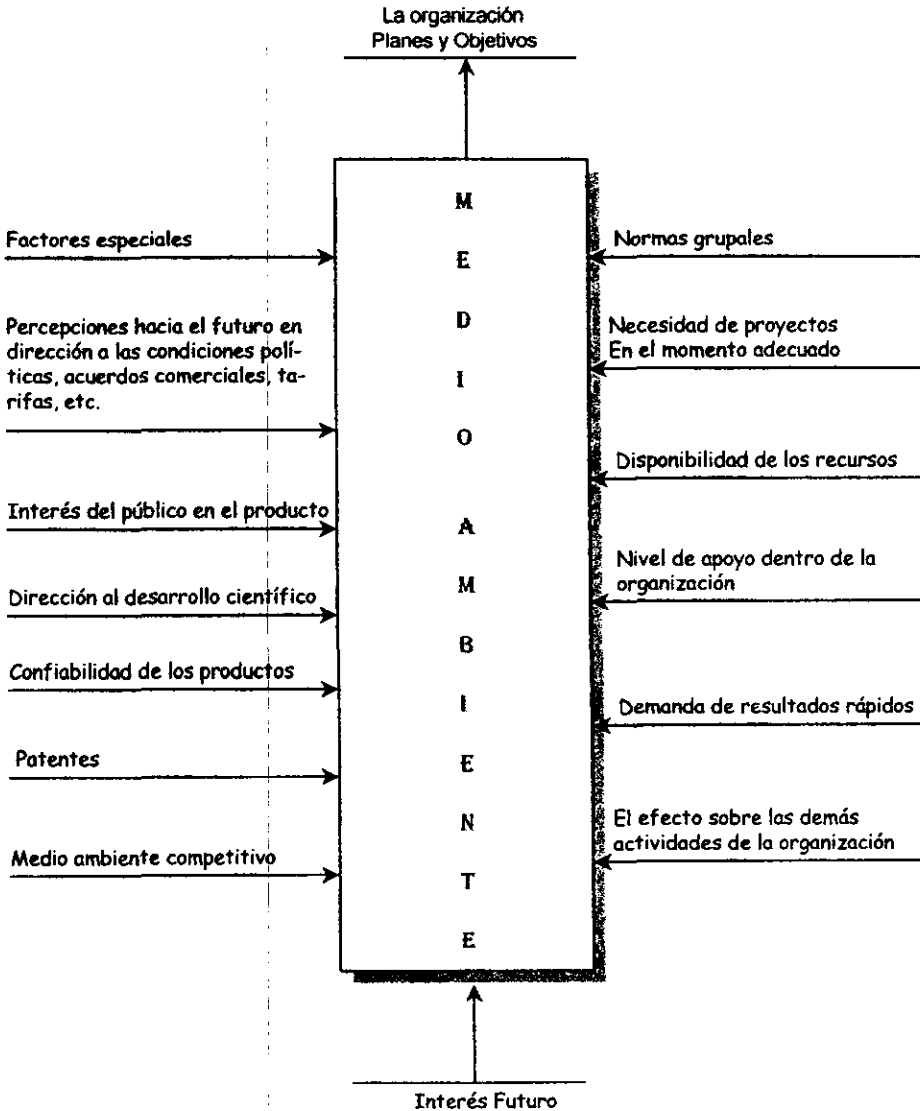 La organización
Planes y Objetivos
MEDIO AMBIENTE
Factores especiales
Percepciones hacia el futuro en
dirección a las condiciones polí-
ticas, acuerdos comerciales, ta-
rifas, etc.
Interés del público en el producto
Dirección al desarrollo científico
Confiabilidad de los productos
Patentes
Medio ambiente competitivo
Normas grupales
Necesidad de proyectos
En el momento adecuado
Disponibilidad de los recursos
Nivel de apoyo dentro de la
organización
Demanda de resultados rápidos
El efecto sobre las demás
actividades de la organización
Interés Futuro